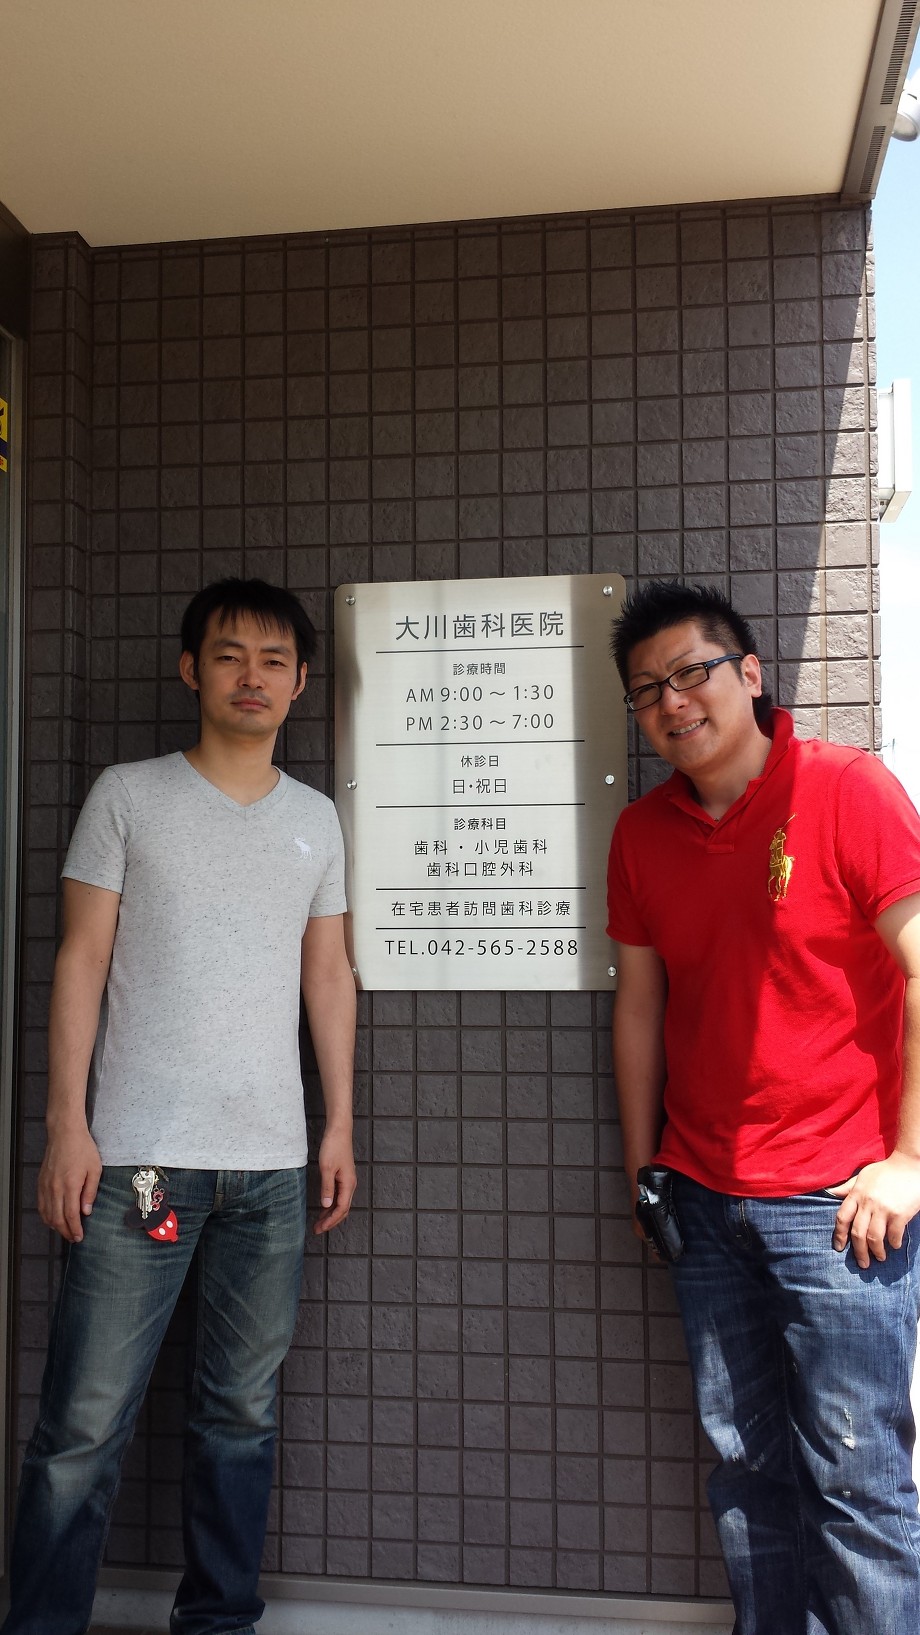 大川歯科医院
診療時間
AM 9:00 ～ 1:30
PM 2:30 ～ 7:00
休診日
日・祝日
診療科目
歯科 ・ 小児歯科
歯科口腔外科
在宅患者訪問歯科診療
TEL.042-565-2588